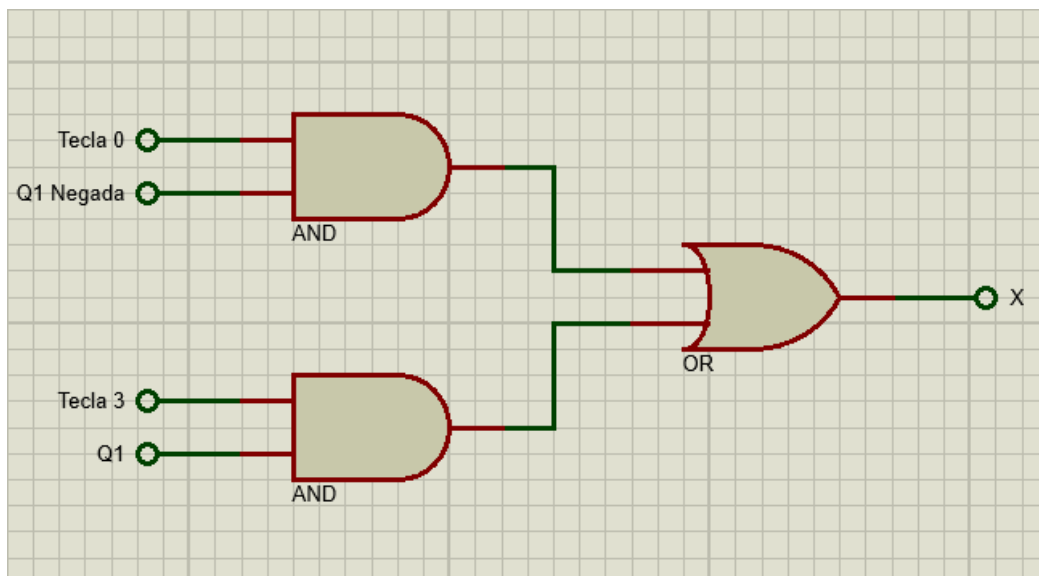 Tecla 0
Q1 Negada
AND
OR
X
Tecla 3
Q1
AND